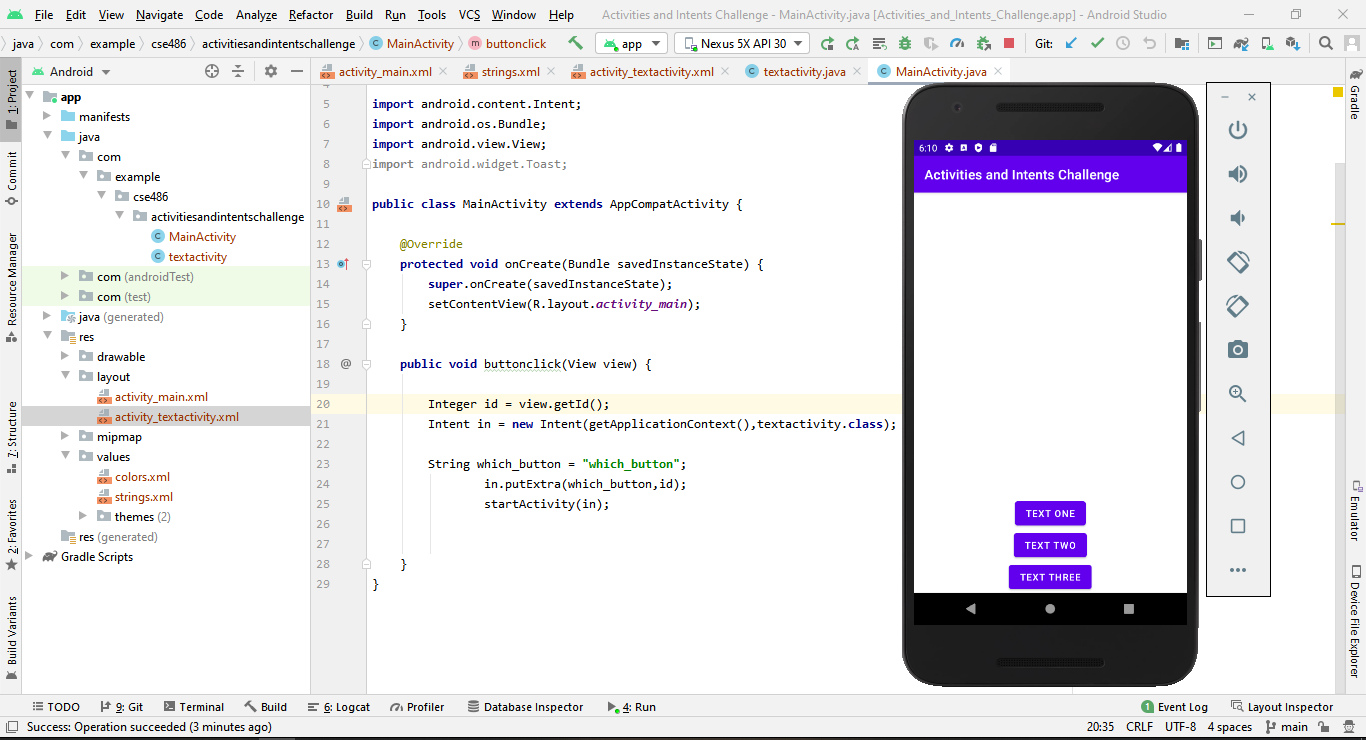 File Edit View Navigate Code Analyze Refactor Build Run Tools VCS Window Help Activities and Intents Challenge - MainActivity.java [Activities_and_Intents_Challenge.app] - Android Studio
java com example cse486 activitiesandintentschallenge MainActivity buttonclick app Nexus 5X API 30 Git:
Android
activity_main.xml strings.xml activity_textactivity.xml textactivity.java MainActivity.java
1: Project
Commit
Resource Manager
7: Structure
2: Favorites
Build Variants
app
manifests
java
com
example
cse486
activitiesandintentschallenge
MainActivity
textactivity
com (androidTest)
com (test)
java (generated)
res
drawable
layout
activity_main.xml
activity_textactivity.xml
mipmap
values
colors.xml
strings.xml
themes (2)
res (generated)
Gradle Scripts
4
5 import android.content.Intent;
6 import android.os.Bundle;
7 import android.view.View;
8 import android.widget.Toast;
9
10 public class MainActivity extends AppCompatActivity {
11
12 @Override
13 protected void onCreate(Bundle savedInstanceState) {
14 super.onCreate(savedInstanceState);
15 setContentView(R.layout.activity_main);
16 }
17
18 @ public void buttonclick(View view) {
19
20 Integer id = view.getId();
21 Intent in = new Intent(getApplicationContext(),textactivity.class);
22
23 String which_button = "which_button";
24 in.putExtra(which_button,id);
25 startActivity(in);
26
27
28 }
29 }
6:10
Activities and Intents Challenge
TEXT ONE
TEXT TWO
TEXT THREE
Gradle
Emulator
Device File Explorer
TODO 9: Git Terminal Build 6: Logcat Profiler Database Inspector 4: Run 1 Event Log Layout Inspector
Success: Operation succeeded (3 minutes ago) 20:35 CRLF UTF-8 4 spaces main